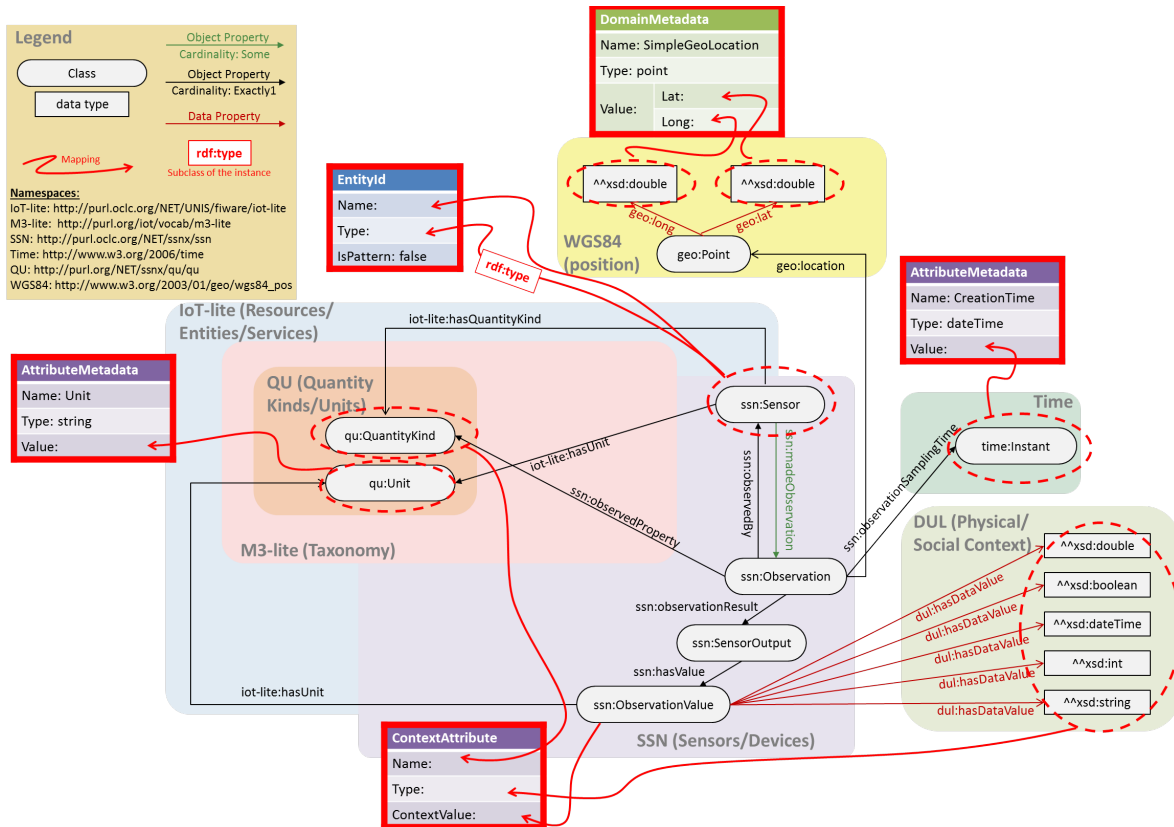 Legend
Class
data type
Object Property
Cardinality: Some
Object Property
Cardinality: Exactly1
Data Property
Mapping
rdf:type
Subclass of the instance
Namespaces:
IoT-lite: http://purl.oclc.org/NET/UNIS/fiware/iot-lite
M3-lite: http://purl.org/iot/vocab/m3-lite
SSN: http://purl.oclc.org/NET/ssnx/ssn
Time: http://www.w3.org/2006/time
QU: http://purl.org/NET/ssnx/qu/qu
WGS84: http://www.w3.org/2003/01/geo/wgs84_pos
DomainMetadata
Name: SimpleGeoLocation
Type: point
Value:
Lat:
Long:
EntityId
Name:
Type:
IsPattern: false
rdf:type
^^xsd:double
^^xsd:double
geo:long
geo:lat
WGS84
(position)
geo:Point
geo:location
AttributeMetadata
Name: CreationTime
Type: dateTime
Value:
IoT-lite (Resources/
Entities/Services)
iot-lite:hasQuantityKind
AttributeMetadata
Name: Unit
Type: string
Value:
QU (Quantity
Kinds/Units)
qu:QuantityKind
qu:Unit
M3-lite (Taxonomy)
ssn:Sensor
iot-lite:hasUnit
ssn:observedProperty
ssn:observedBy
ssn:madeObservation
ssn:observationSamplingTime
Time
time:Instant
DUL (Physical/
Social Context)
^^xsd:double
^^xsd:boolean
^^xsd:dateTime
^^xsd:int
^^xsd:string
ssn:Observation
ssn:observationResult
ssn:SensorOutput
ssn:hasValue
iot-lite:hasUnit
ssn:ObservationValue
dul:hasDataValue
dul:hasDataValue
dul:hasDataValue
dul:hasDataValue
dul:hasDataValue
SSN (Sensors/Devices)
ContextAttribute
Name:
Type:
ContextValue: